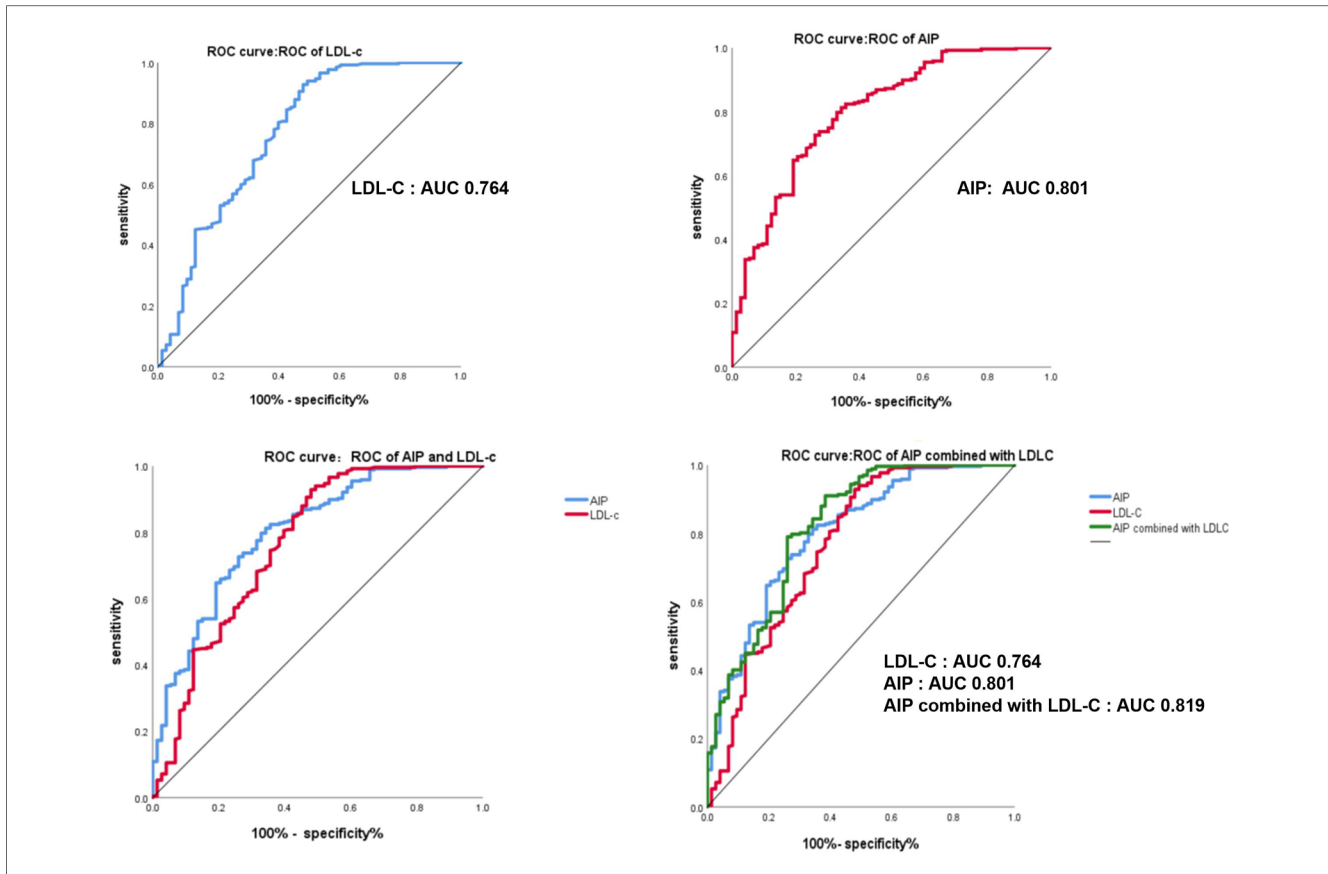 ROC curve:ROC of LDL-c
1.0
0.8
0.6
0.4
0.2
0.0
sensitivity
LDL-C : AUC 0.764
0.0 0.2 0.4 0.6 0.8 1.0
100% - specificity%
ROC curve:ROC of AIP
1.0
0.8
0.6
0.4
0.2
0.0
sensitivity
AIP: AUC 0.801
0.0 0.2 0.4 0.6 0.8 1.0
100%- specificity%
ROC curve: ROC of AIP and LDL-c
1.0
0.8
0.6
0.4
0.2
0.0
sensitivity
AIP
LDL-c
0.0 0.2 0.4 0.6 0.8 1.0
100% - specificity%
ROC curve:ROC of AIP combined with LDLC
1.0
0.8
0.6
0.4
0.2
0.0
sensitivity
AIP
LDL-C
AIP combined with LDLC
LDL-C : AUC 0.764
AIP : AUC 0.801
AIP combined with LDL-C : AUC 0.819
0.0 0.2 0.4 0.6 0.8 1.0
100%- specificity%